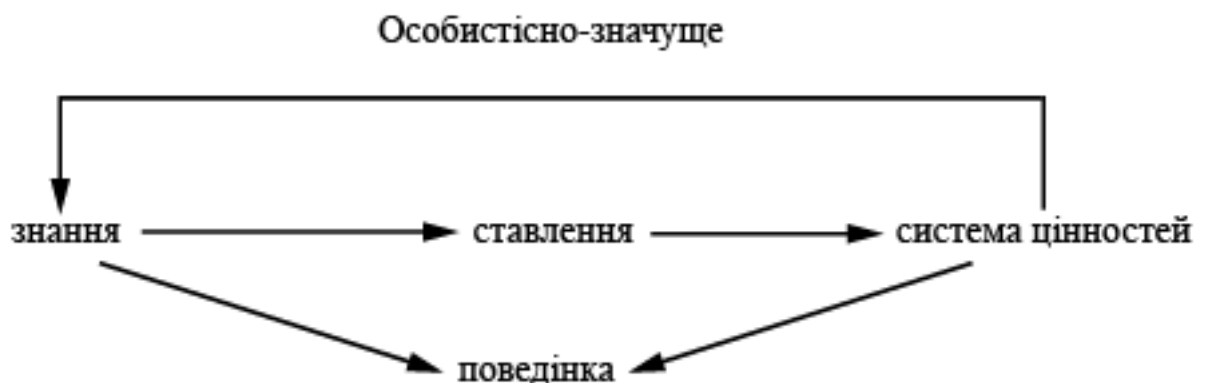 Особистісно-значуще
знання ставлення система цінностей
поведінка